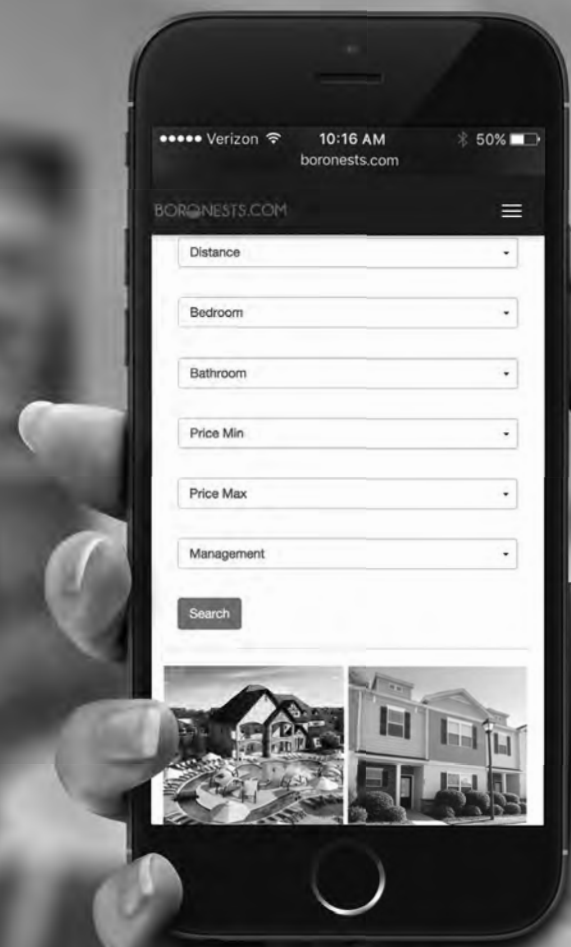 Verizon 10:16 AM 50%
boronests.com
BORONESTS.COM
Distance
Bedroom
Bathroom
Price Min
Price Max
Management
Search